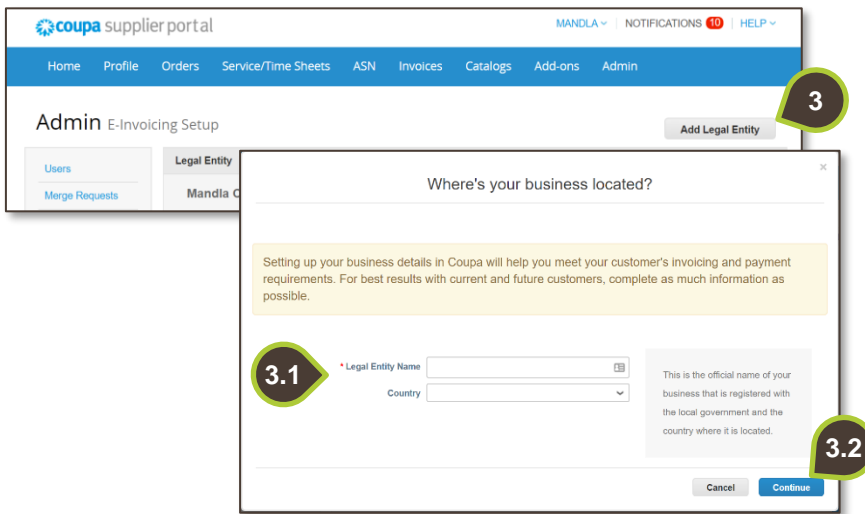 coupa supplier portal
MANDLA NOTIFICATIONS 10 HELP
Home Profile Orders Service/Time Sheets ASN Invoices Catalogs Add-ons Admin
3
Admin E-Invoicing Setup
Add Legal Entity
Users
Legal Entity
Merge Requests
Mandla
Where's your business located?
×
Setting up your business details in Coupa will help you meet your customer's invoicing and payment
requirements. For best results with current and future customers, complete as much information as
possible.
3.1
* Legal Entity Name
Country
This is the official name of your
business that is registered with
the local government and the
country where it is located.
3.2
Cancel Continue